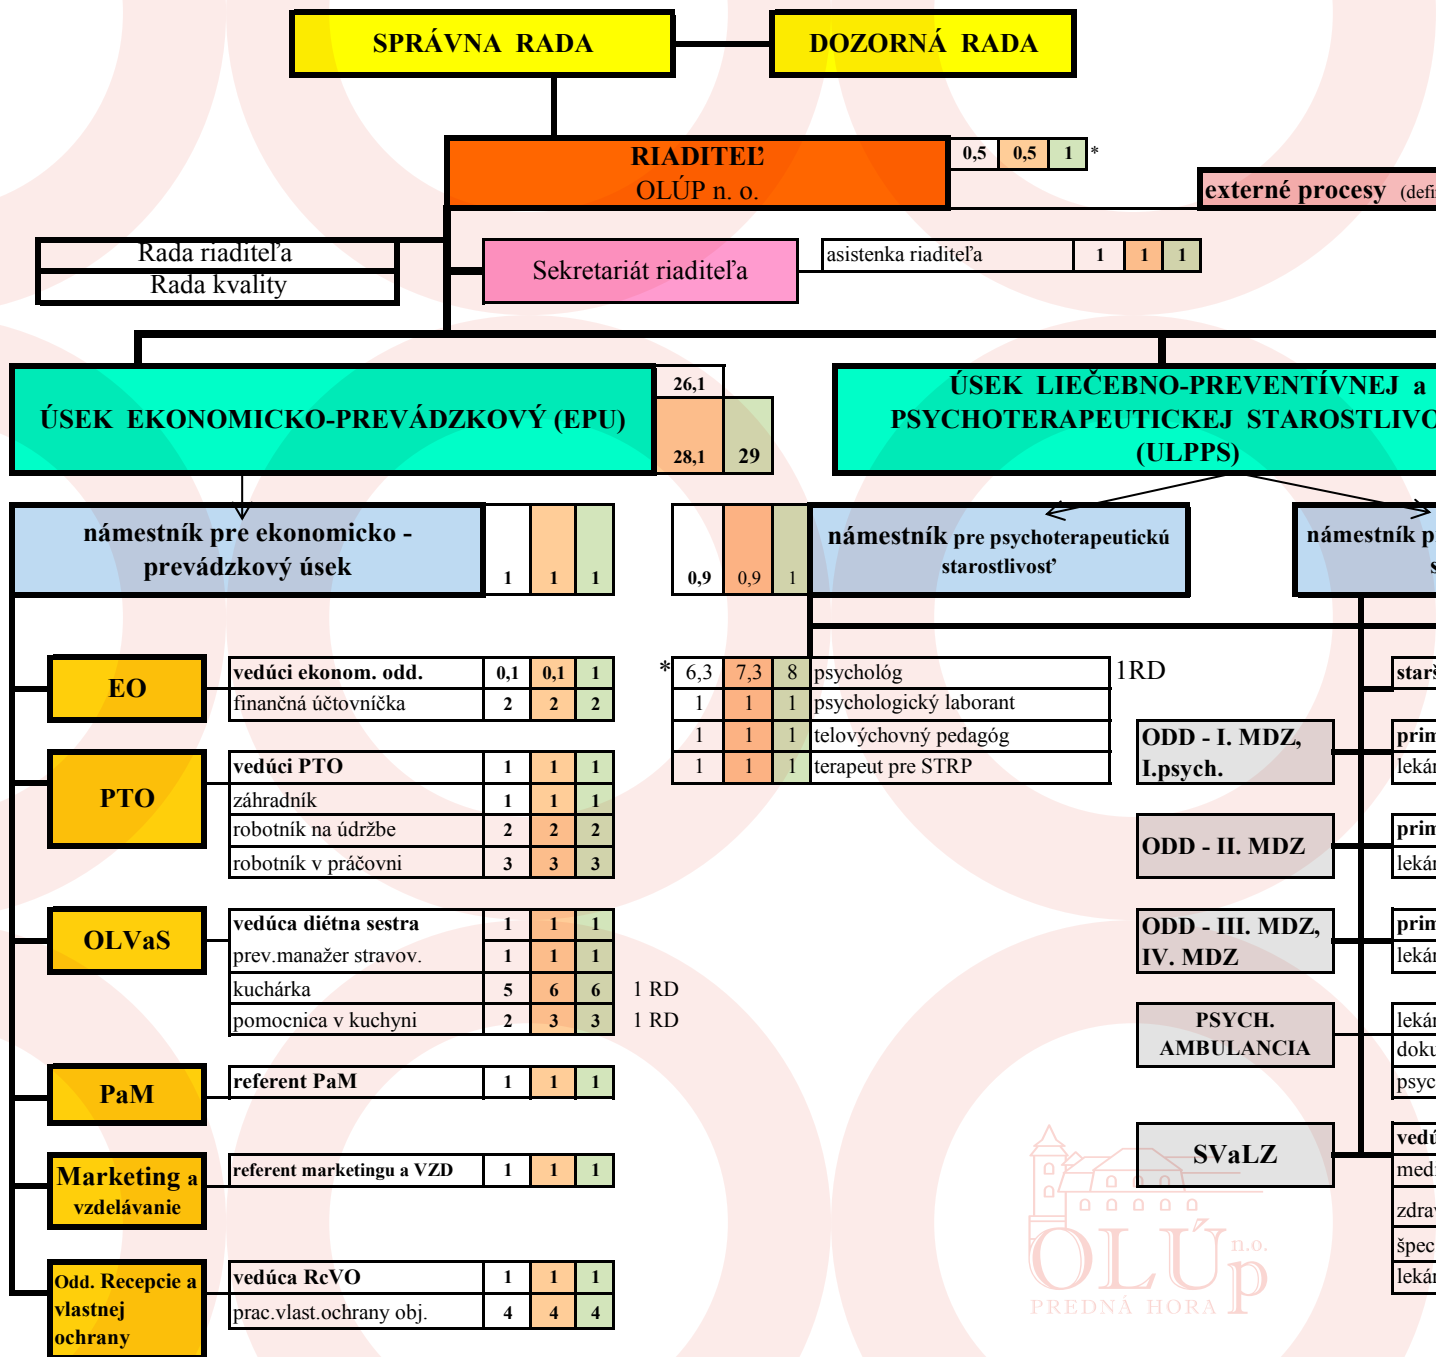 SPRÁVNA RADA
DOZORNÁ RADA
RIADITEĽ
OLÚP n. o.
0,5 0,5 1 *
externé procesy
Rada riaditeľa
Rada kvality
Sekretariát riaditeľa
asistenka riaditeľa 1 1 1
ÚSEK EKONOMICKO-PREVÁDZKOVÝ (EPU)
26,1
28,1 29
ÚSEK LIEČEBNO-PREVENTÍVNEJ a
PSYCHOTERAPEUTICKEJ
(ULPPS)
námestník pre ekonomicko -
prevádzkový úsek
1 1 1
0,9 0,9 1
námestník pre psychoterapeutickú
starostlivosť
námestník
EO
vedúci ekonom. odd. 0,1 0,1 1
finančná účtovníčka 2 2 2
PTO
vedúci PTO 1 1 1
záhradník 1 1 1
robotník na údržbe 2 2 2
robotník v práčovni 3 3 3
OLVaS
vedúca diétna sestra 1 1 1
prev.manažer stravov. 1 1 1
kuchárka 5 6 6 1 RD
pomocnica v kuchyni 2 3 3 1 RD
PaM
referent PaM 1 1 1
Marketing a
vzdelávanie
referent marketingu a VZD 1 1 1
Odd. Recepcie a
vlastnej
ochrany
vedúca RcVO 1 1 1
prac.vlast.ochrany obj. 4 4 4
* 6,3 7,3 8 psychológ 1RD
1 1 1 psychologický laborant
1 1 1 telovýchovný pedagóg
1 1 1 terapeut pre STRP
ODD - I. MDZ,
I.psych.
ODD - II. MDZ
ODD - III. MDZ,
IV. MDZ
PSYCH.
AMBULANCIA
SVaLZ
OLÚp n.o.
PREDNÁ HORA